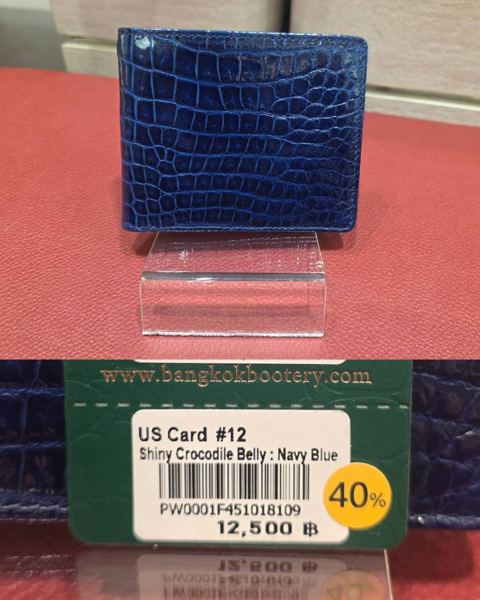 www.bangkokbootery.com
US Card #12
Shiny Crocodile Belly : Navy Blue
PW0001F451018109
12,500 ฿
40%